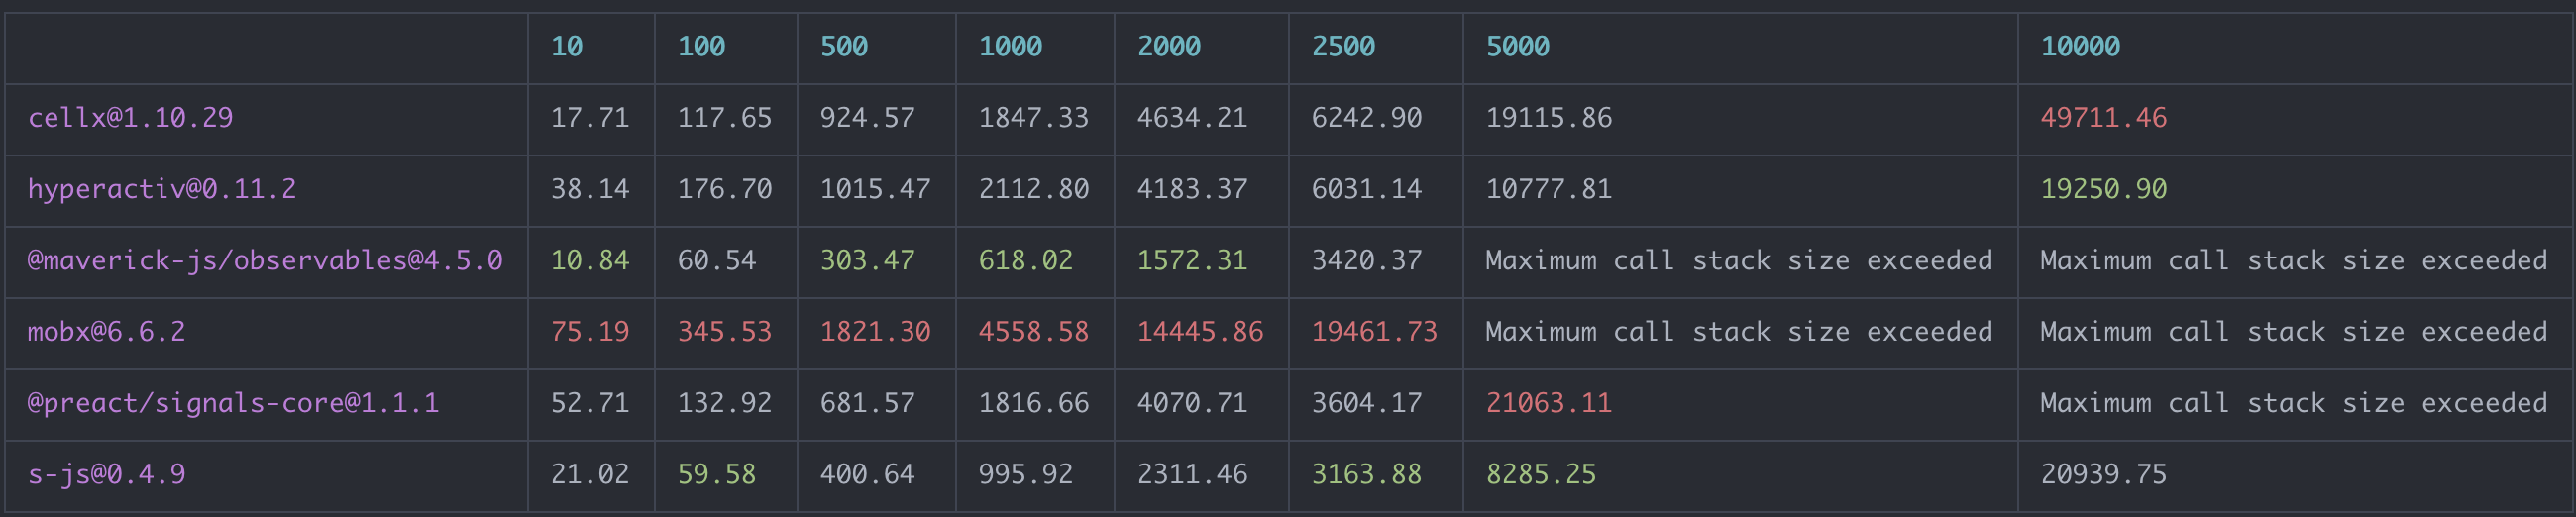 10 100 500 1000 2000 2500 5000 10000
cellx@1.10.29 17.71 117.65 924.57 1847.33 4634.21 6242.90 19115.86 49711.46
hyperactiv@0.11.2 38.14 176.70 1015.47 2112.80 4183.37 6031.14 10777.81 19250.90
@maverick-js/observables@4.5.0 10.84 60.54 303.47 618.02 1572.31 3420.37 Maximum call stack size exceeded Maximum call stack size exceeded
mobx@6.6.2 75.19 345.53 1821.30 4558.58 14445.86 19461.73 Maximum call stack size exceeded Maximum call stack size exceeded
@preact/signals-core@1.1.1 52.71 132.92 681.57 1816.66 4070.71 3604.17 21063.11 Maximum call stack size exceeded
s-js@0.4.9 21.02 59.58 400.64 995.92 2311.46 3163.88 8285.25 20939.75